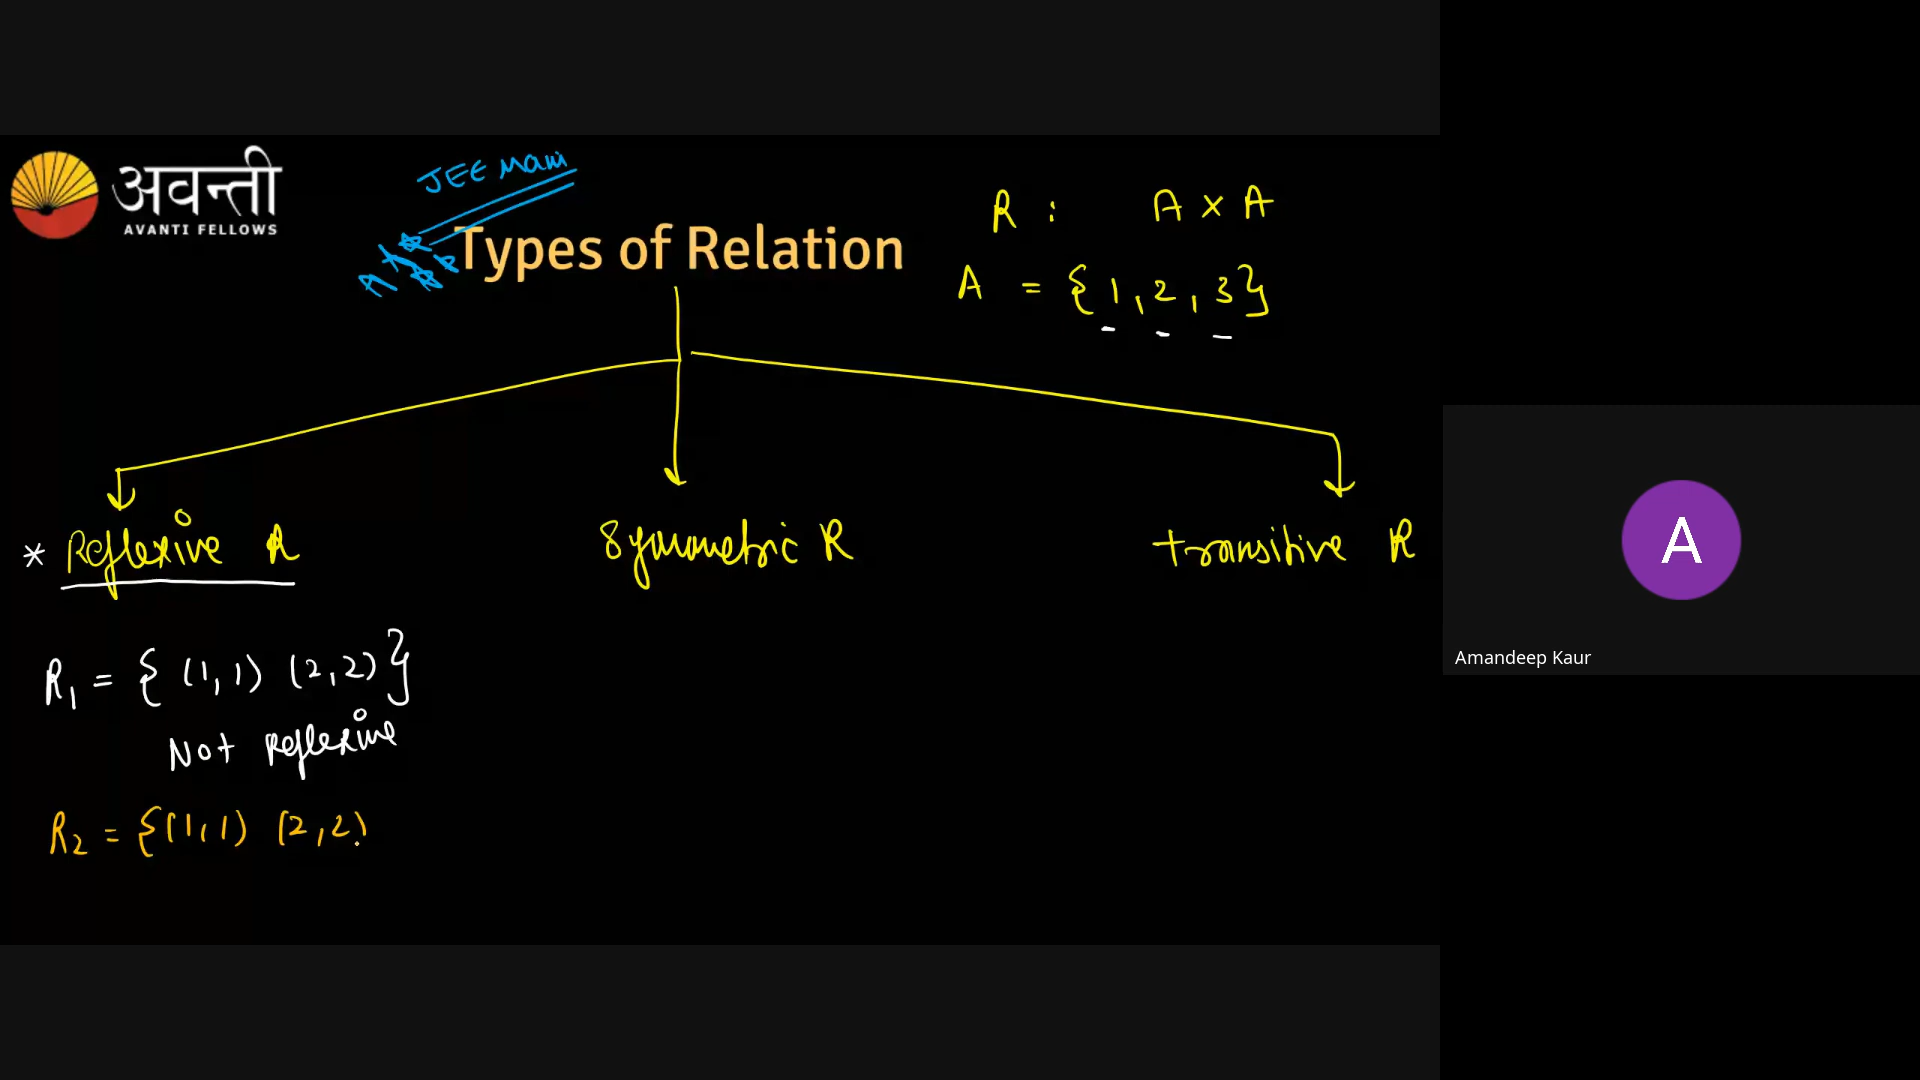 अवन्ती
AVANTI FELLOWS
JEE Main
Types of Relation
R : A × A
A = {1, 2, 3}
* Reflexive R
Symmetric R
transitive R
R1 = { (1,1) (2,2)}
Not Reflexive
R2 = {(1,1) (2,2)
A
Amandeep Kaur